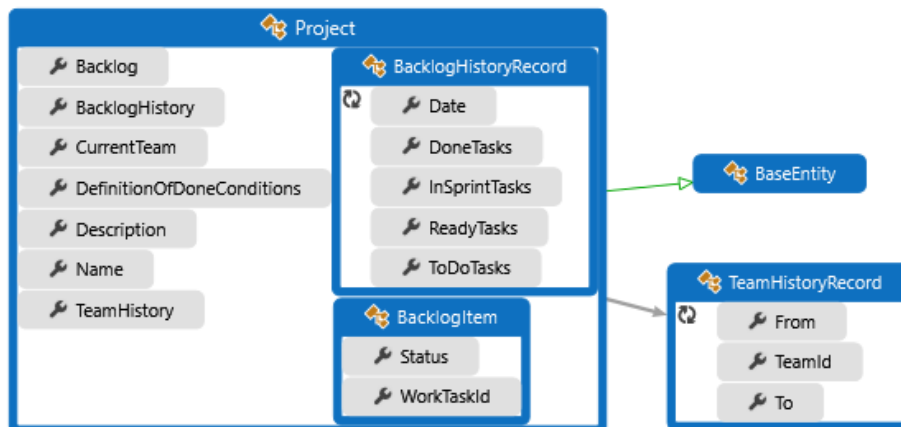 Project
Backlog
BacklogHistory
CurrentTeam
DefinitionOfDoneConditions
Description
Name
TeamHistory
BacklogHistoryRecord
Date
DoneTasks
InSprintTasks
ReadyTasks
ToDoTasks
BacklogItem
Status
WorkTaskId
BaseEntity
TeamHistoryRecord
From
TeamId
To